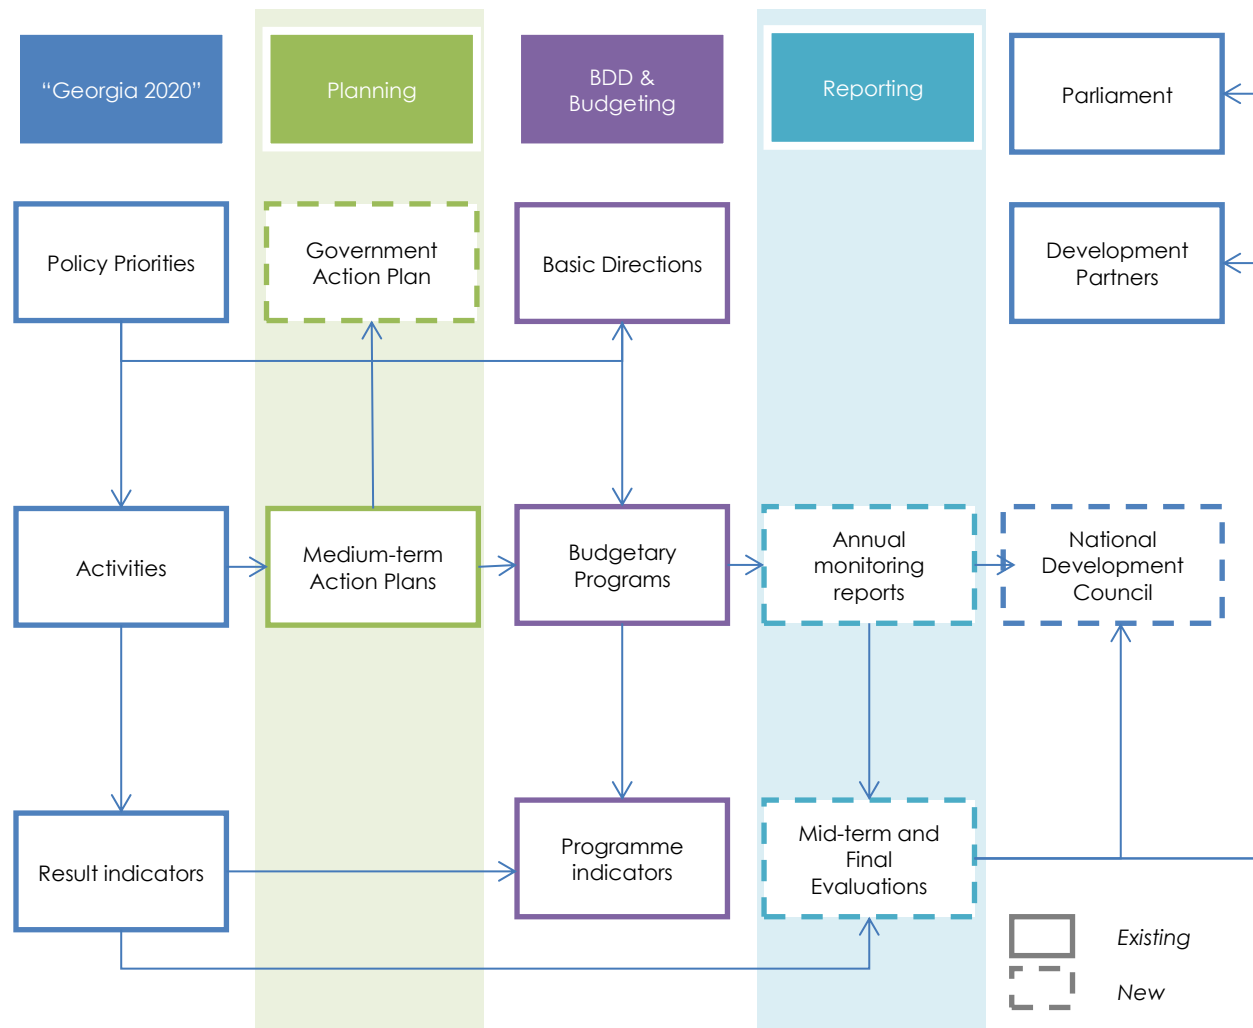 “Georgia 2020”
Planning
BDD &
Budgeting
Reporting
Parliament
Policy Priorities
Government
Action Plan
Basic Directions
Development
Partners
Activities
Medium-term
Action Plans
Budgetary
Programs
Annual
monitoring
reports
National
Development
Council
Result indicators
Programme
indicators
Mid-term and
Final
Evaluations
Existing
New